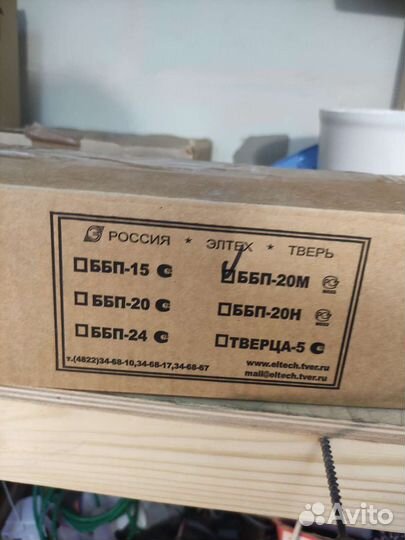 РОССИЯ * ЭЛТЕХ * ТВЕРЬ
ББП-15 ББП-20М
ББП-20 ББП-20Н
ББП-24 ТВЕРЦА-5
т.(4822)34-68-10,34-68-17,34-68-67
www.eltech.tver.ru
mail@eltech.tver.ru
Avito